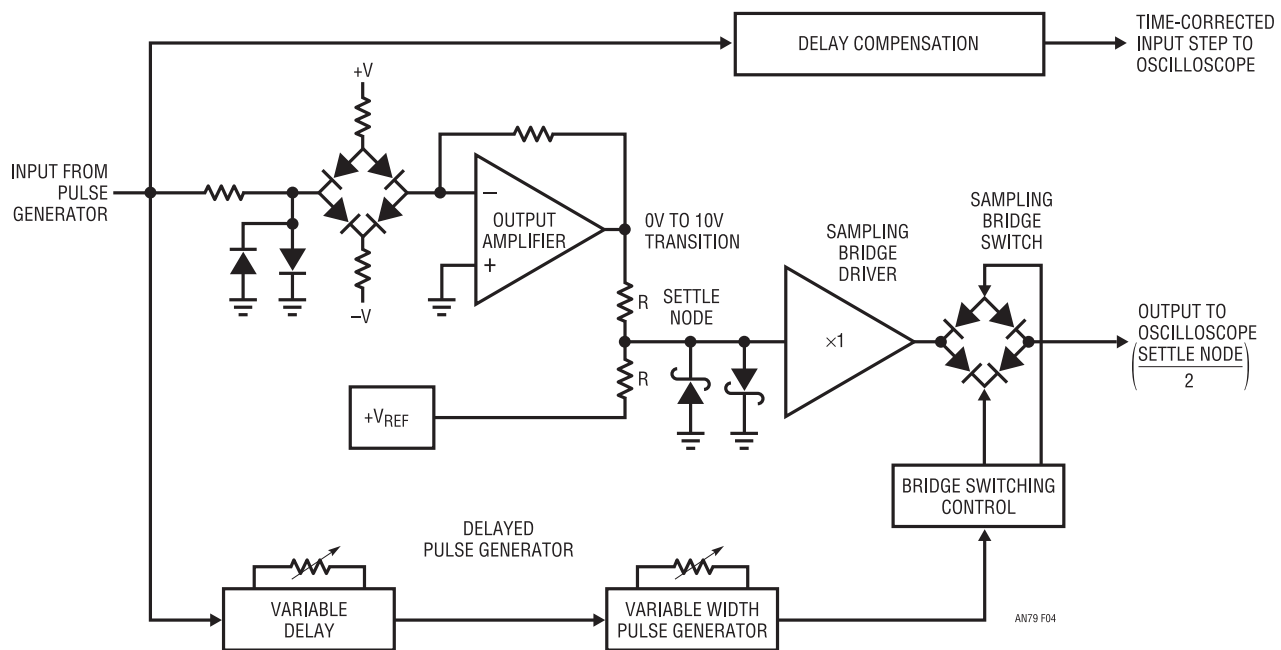 DELAY COMPENSATION
TIME-CORRECTED
INPUT STEP TO
OSCILLOSCOPE
+V
INPUT FROM
PULSE
GENERATOR
−
OUTPUT
AMPLIFIER
+
−V
0V TO 10V
TRANSITION
R
SETTLE
NODE
R
+VREF
SAMPLING
BRIDGE
DRIVER
×1
SAMPLING
BRIDGE
SWITCH
OUTPUT TO
OSCILLOSCOPE
(SETTLE NODE
2)
BRIDGE SWITCHING
CONTROL
DELAYED
PULSE GENERATOR
VARIABLE
DELAY
VARIABLE WIDTH
PULSE GENERATOR
AN79 F04